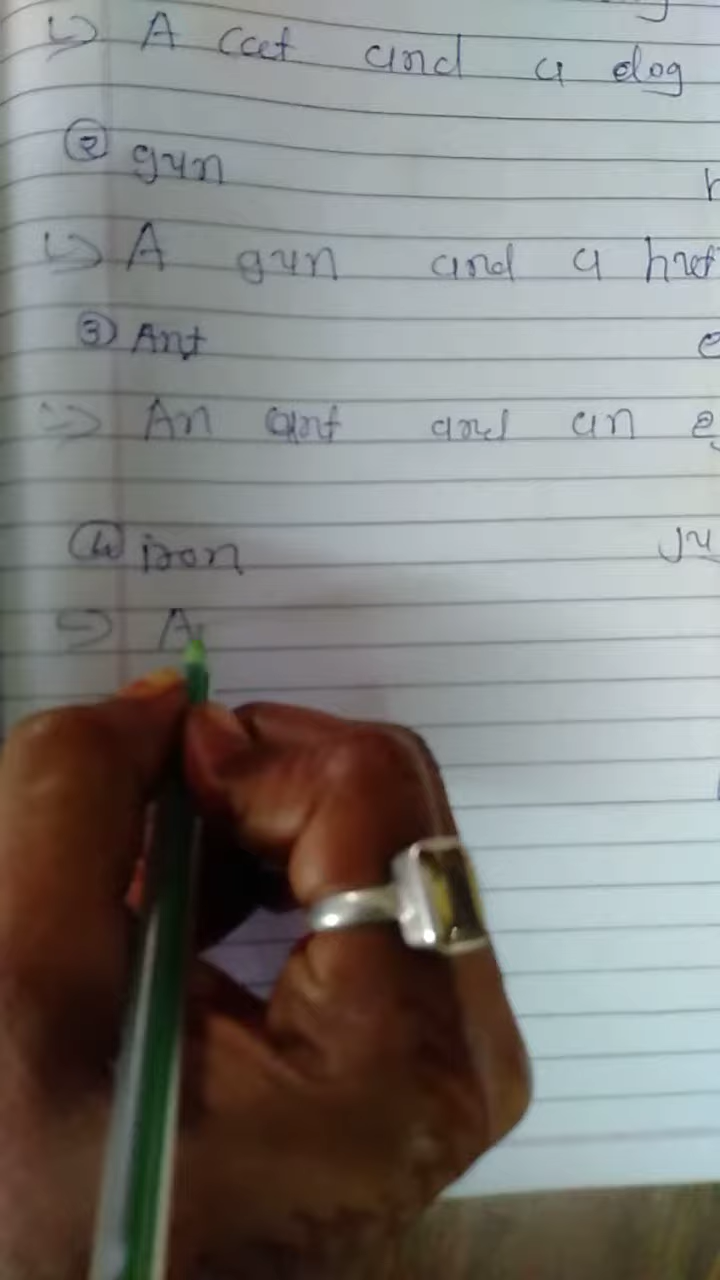 ↳ A cat and a dog
② gun
↳ A gun and a
③ Ant
⇒ An ant and an
④ iron
⇒ A